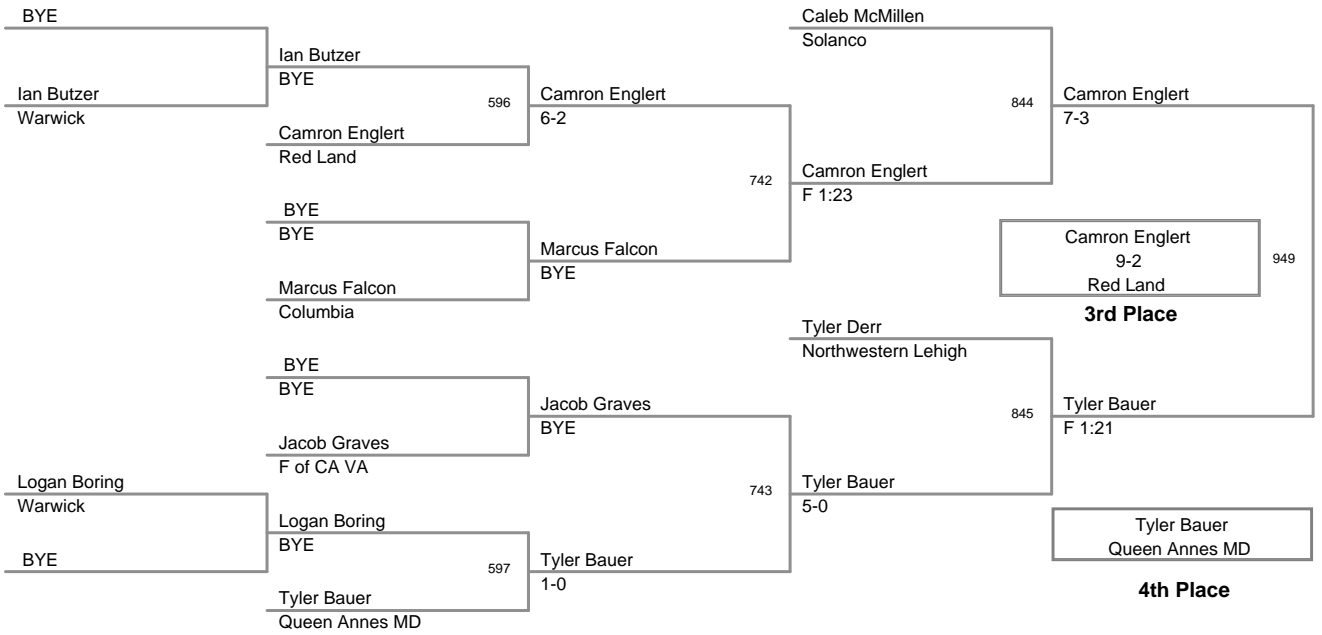 BYE
Ian Butzer
Warwick
Ian Butzer
BYE
596
Camron Englert
Red Land
Camron Englert
6-2
BYE
BYE
Marcus Falcon
Columbia
Marcus Falcon
BYE
742
Camron Englert
F 1:23
Caleb McMillen
Solanco
844
Camron Englert
7-3
Camron Englert
9-2
Red Land
949
3rd Place
BYE
BYE
Jacob Graves
F of CA VA
Jacob Graves
BYE
Logan Boring
Warwick
BYE
Logan Boring
BYE
597
Tyler Bauer
Queen Annes MD
Tyler Bauer
1-0
743
Tyler Bauer
5-0
Tyler Derr
Northwestern Lehigh
845
Tyler Bauer
F 1:21
Tyler Bauer
Queen Annes MD
4th Place